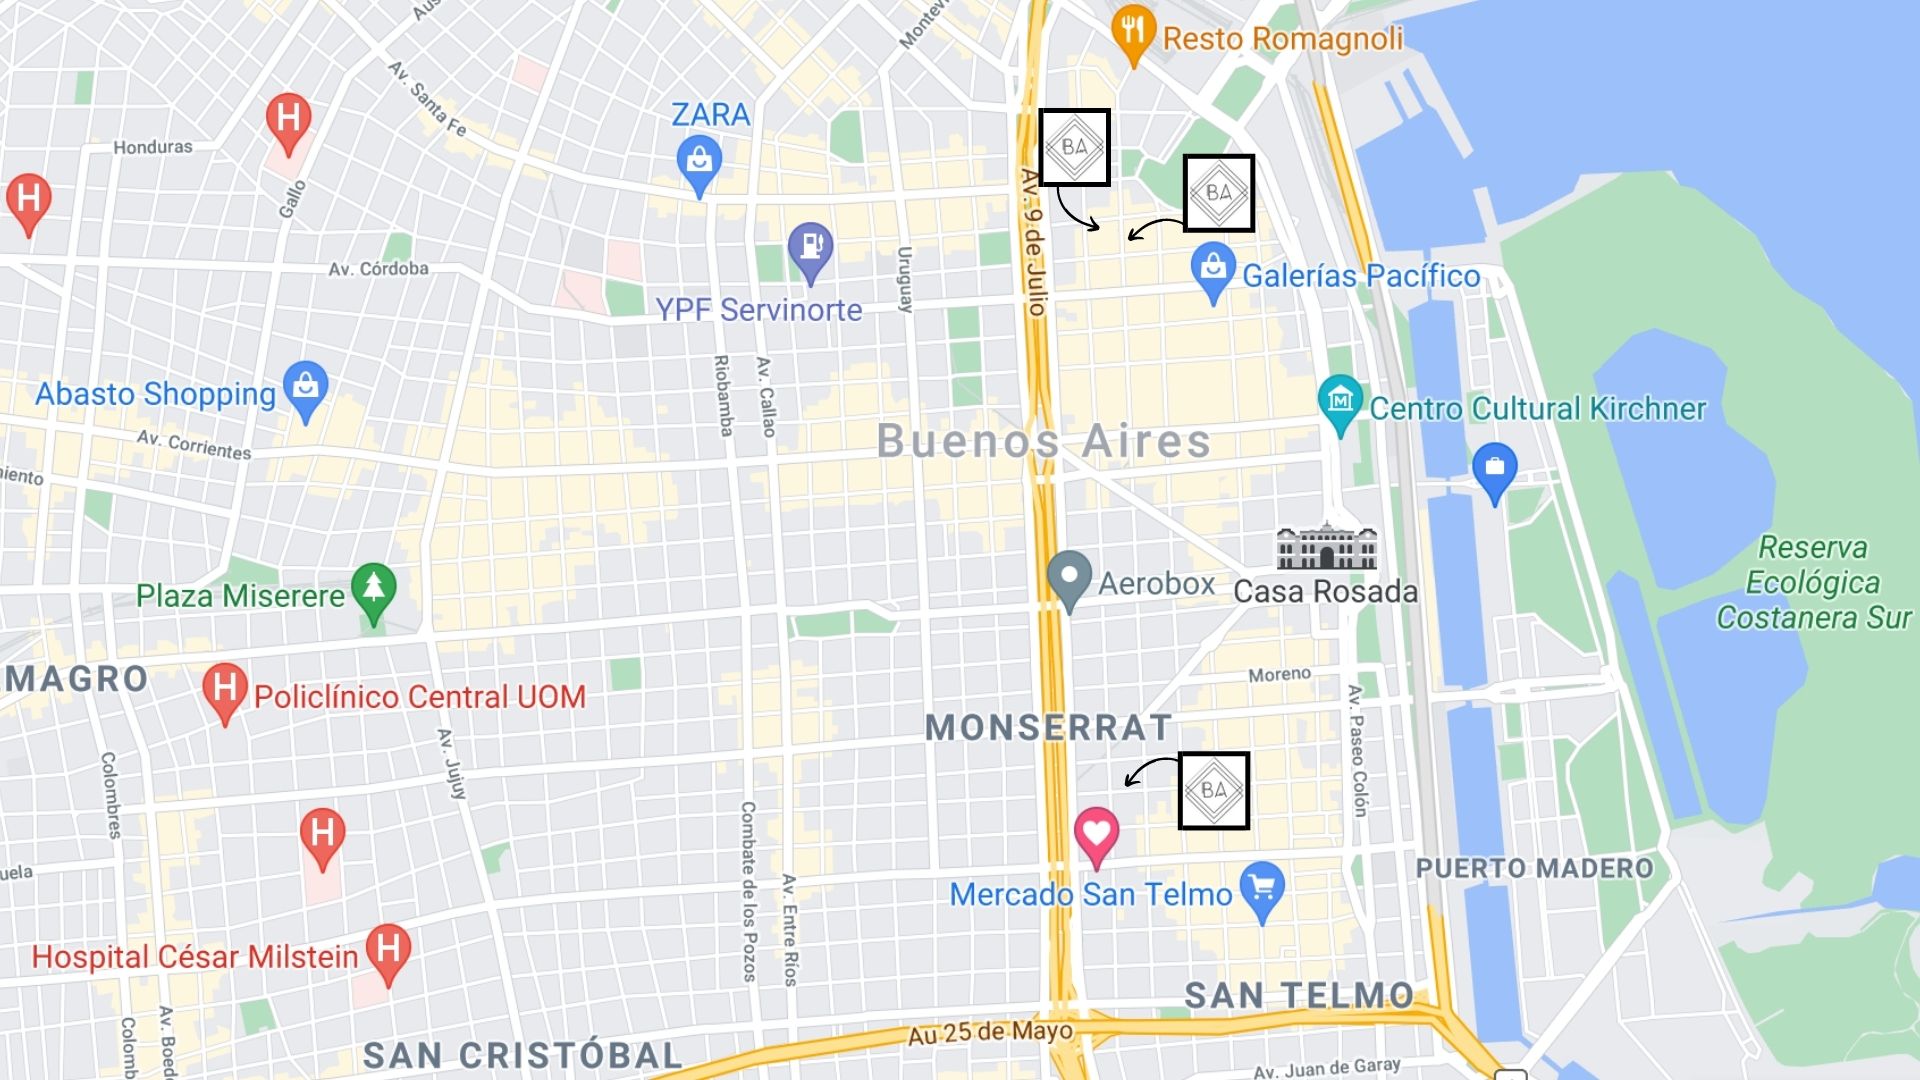 Aus
Montevi
Resto Romagnoli
Av. Santa Fe
ZARA
H
Honduras
BA
H
Gallo
BA
Av. 9 de Julio
Av. Córdoba
Uruguay
Galerías Pacífico
YPF Servinorte
Abasto Shopping
Riobamba
Av. Callao
M
Centro Cultural Kirchner
Av. Corrientes
Buenos Aires
miento
Reserva
Ecológica
Costanera Sur
Plaza Miserere
Aerobox
Casa Rosada
MAGRO
H
Policlínico Central UOM
Moreno
Av. Paseo Colón
MONSERRAT
Av. Jujuy
Colombres
BA
H
Combate de los Pozos
uela
PUERTO MADERO
Av. Entre Ríos
Mercado San Telmo
H
Hospital César Milstein
SAN TELMO
Colomb
Av. Boed
Au 25 de Mayo
SAN CRISTÓBAL
Av. Juan de Garay